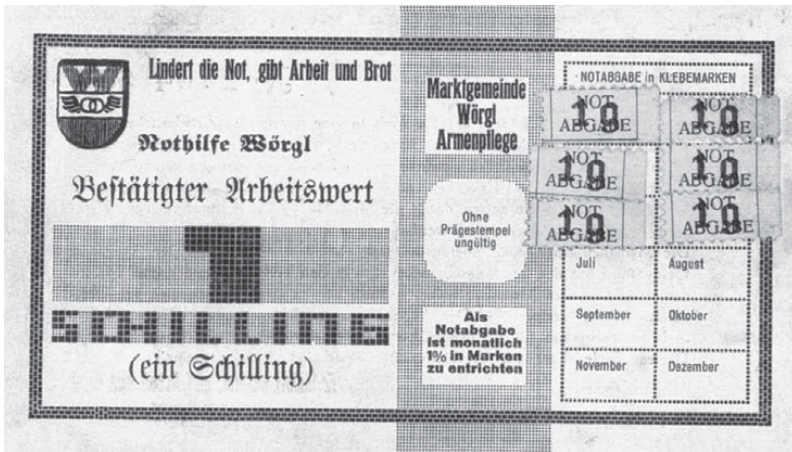 Lindert die Not, gibt Arbeit und Brot
Nothilfe Wörgl
Bestätigter Arbeitswert
1
SCHILLING
(ein Schilling)
Marktgemeinde
Wörgl
Armenpflege
Ohne
Prägestempel
ungültig
Als
Notabgabe
ist monatlich
1% in Marken
zu entrichten
NOTABGABE in KLEBEMARKEN
NOT
ABGABE
10
NOT
ABGABE
10
NOT
ABGABE
10
NOT
ABGABE
10
NOT
ABGABE
10
NOT
ABGABE
10
Juli
August
September
Oktober
November
Dezember